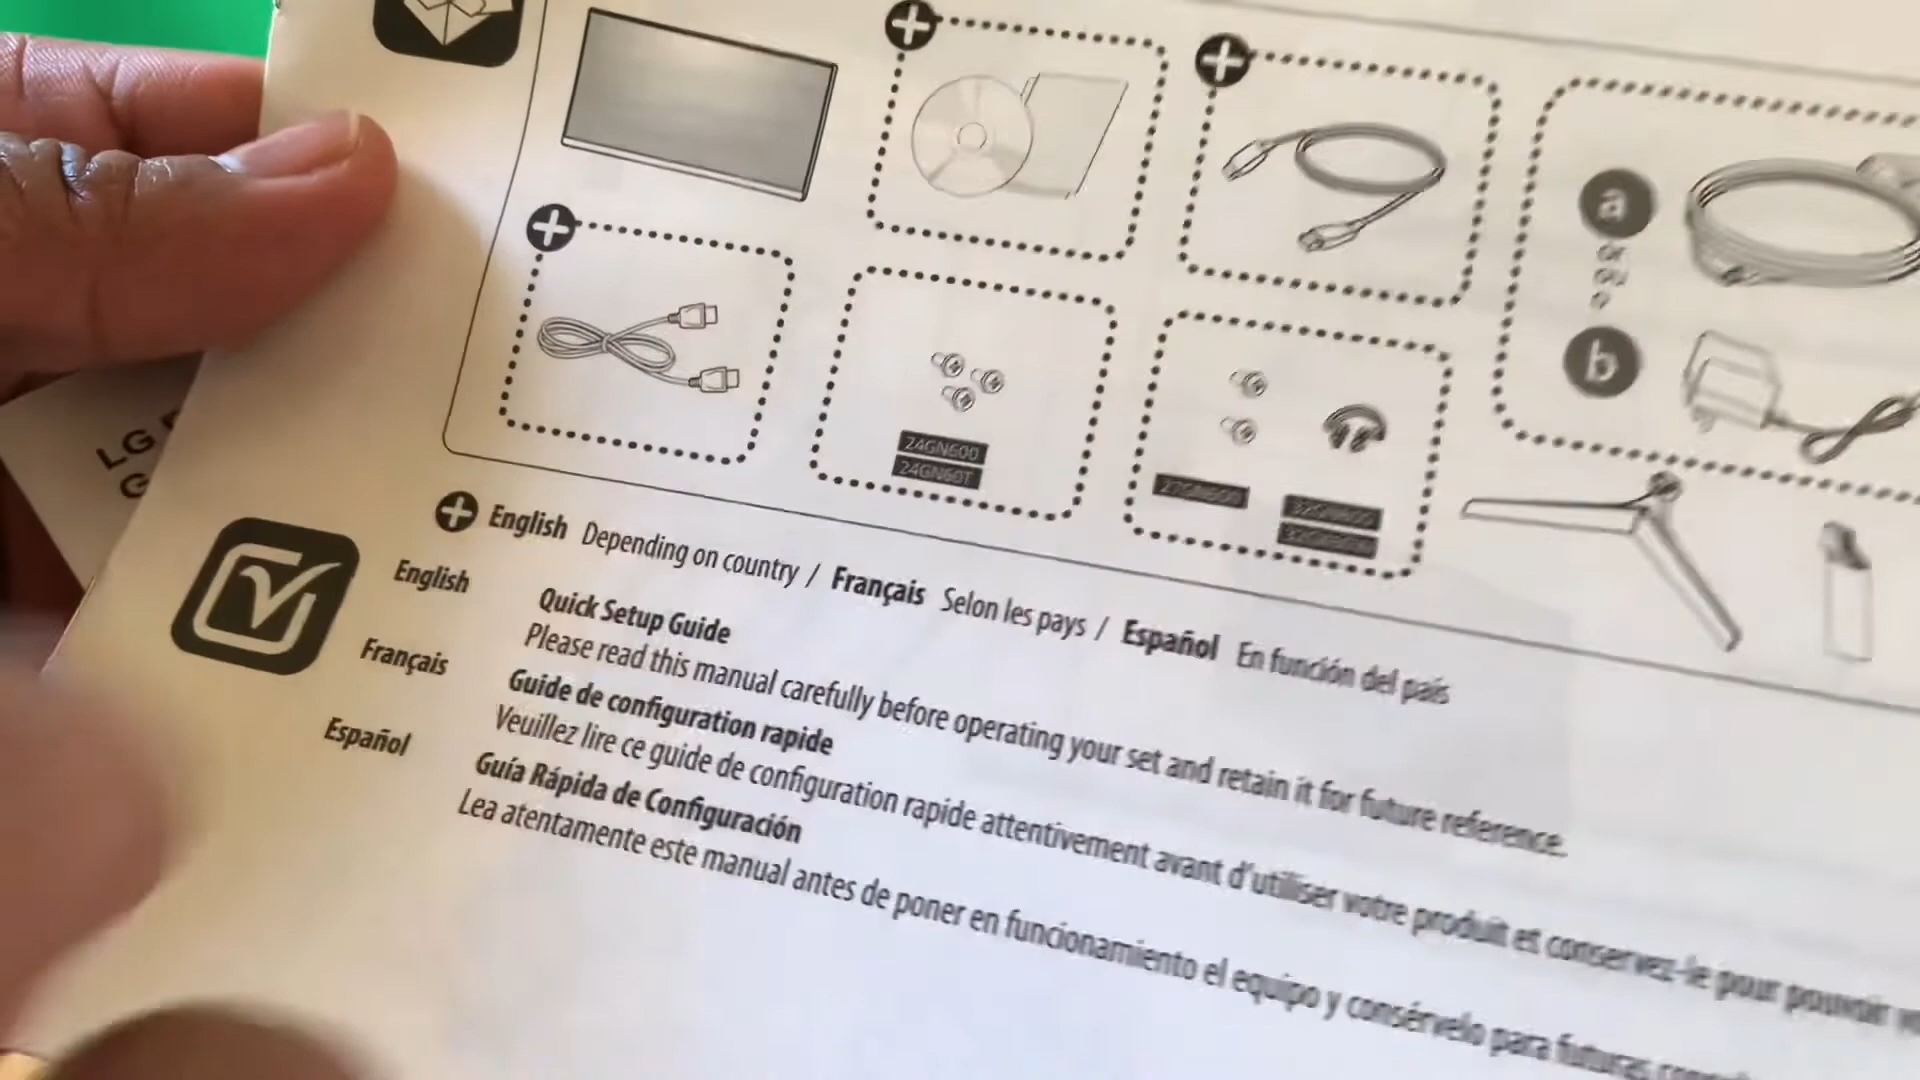 a
or
ou
o
b
24GN600
24GN60T
27GN600
LG
English Depending on country / Français Selon les pays / Español En función del país
English
Quick Setup Guide
Please read this manual carefully before operating your set and retain it for future reference.
Français
Guide de configuration rapide
Veuillez lire ce guide de configuration rapide attentivement avant d'utiliser votre produit et conservez-le pour pouvoir
Español
Guía Rápida de Configuración
Lea atentamente este manual antes de poner en funcionamiento el equipo y consérvelo para futuras